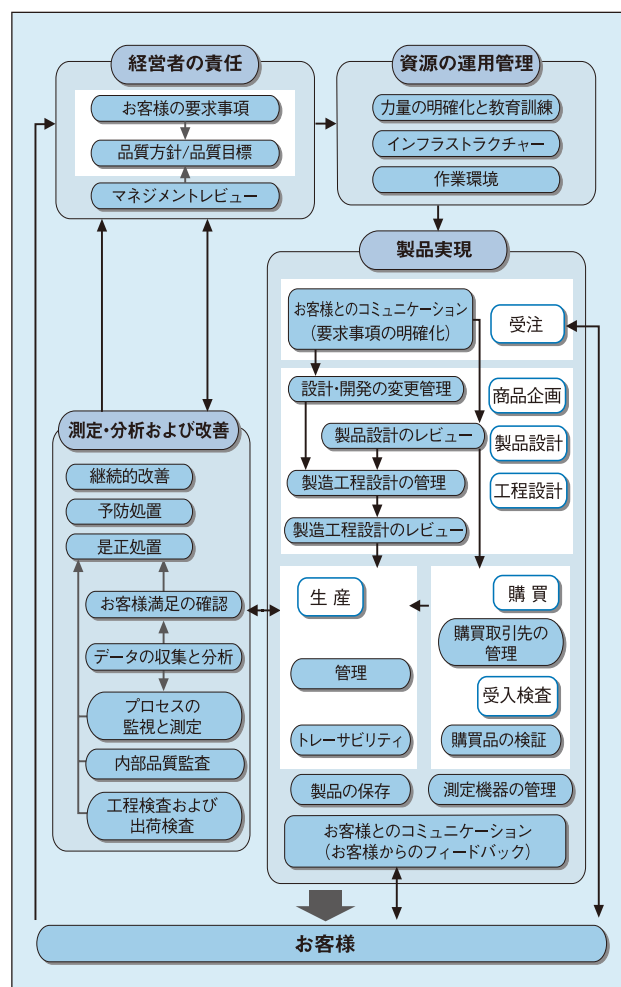 経営者の責任
お客様の要求事項
品質方針/品質目標
マネジメントレビュー
資源の運用管理
力量の明確化と教育訓練
インフラストラクチャー
作業環境
製品実現
お客様とのコミュニケーション
(要求事項の明確化)
受注
設計・開発の変更管理
商品企画
製品設計のレビュー
製品設計
製造工程設計の管理
工程設計
製造工程設計のレビュー
測定・分析および改善
継続的改善
予防処置
是正処置
お客様満足の確認
データの収集と分析
プロセスの
監視と測定
内部品質監査
工程検査および
出荷検査
生 産
管理
トレーサビリティ
購 買
購買取引先の
管理
受入検査
購買品の検証
製品の保存
測定機器の管理
お客様とのコミュニケーション
(お客様からのフィードバック)
お客様